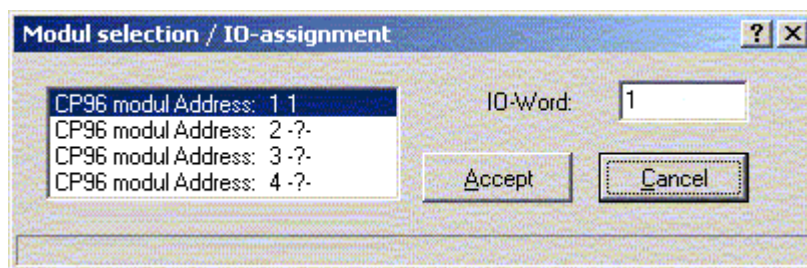 Modul selection / IO-assignment
CP96 modul Address: 1 1
CP96 modul Address: 2 -?-
CP96 modul Address: 3 -?-
CP96 modul Address: 4 -?-
IO-Word: 1
Accept Cancel